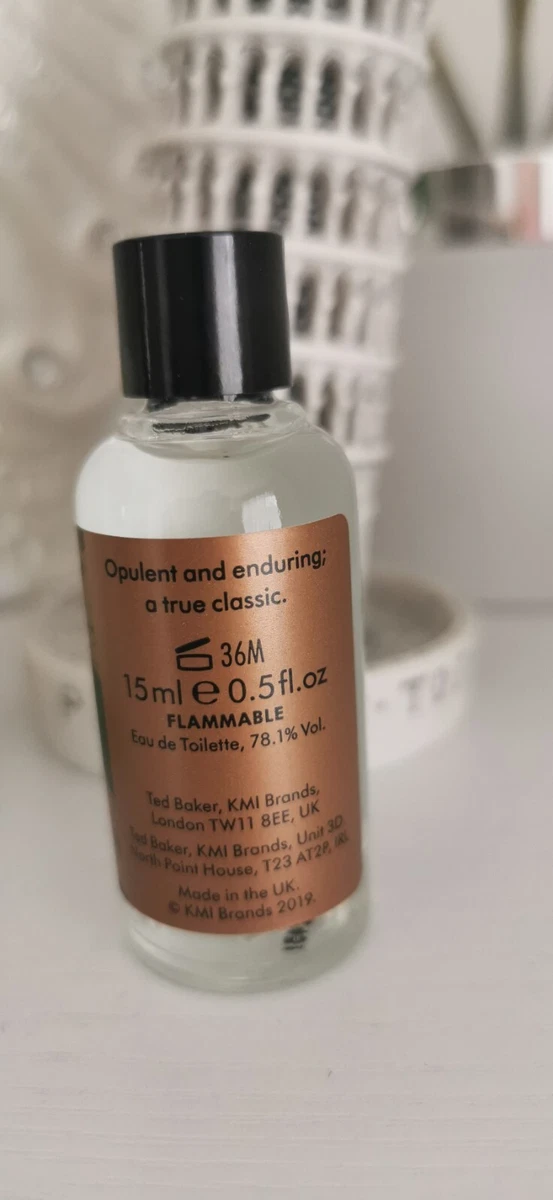 Opulent and enduring;
a true classic.
36M
15ml e 0.5fl.oz
FLAMMABLE
Eau de Toilette, 78.1% Vol.
Ted Baker, KMI Brands,
London TW11 8EE, UK
Ted Baker, KMI Brands, Unit 3D
North Point House, T23 AT2P, IRL
Made in the UK.
© KMI Brands 2019.